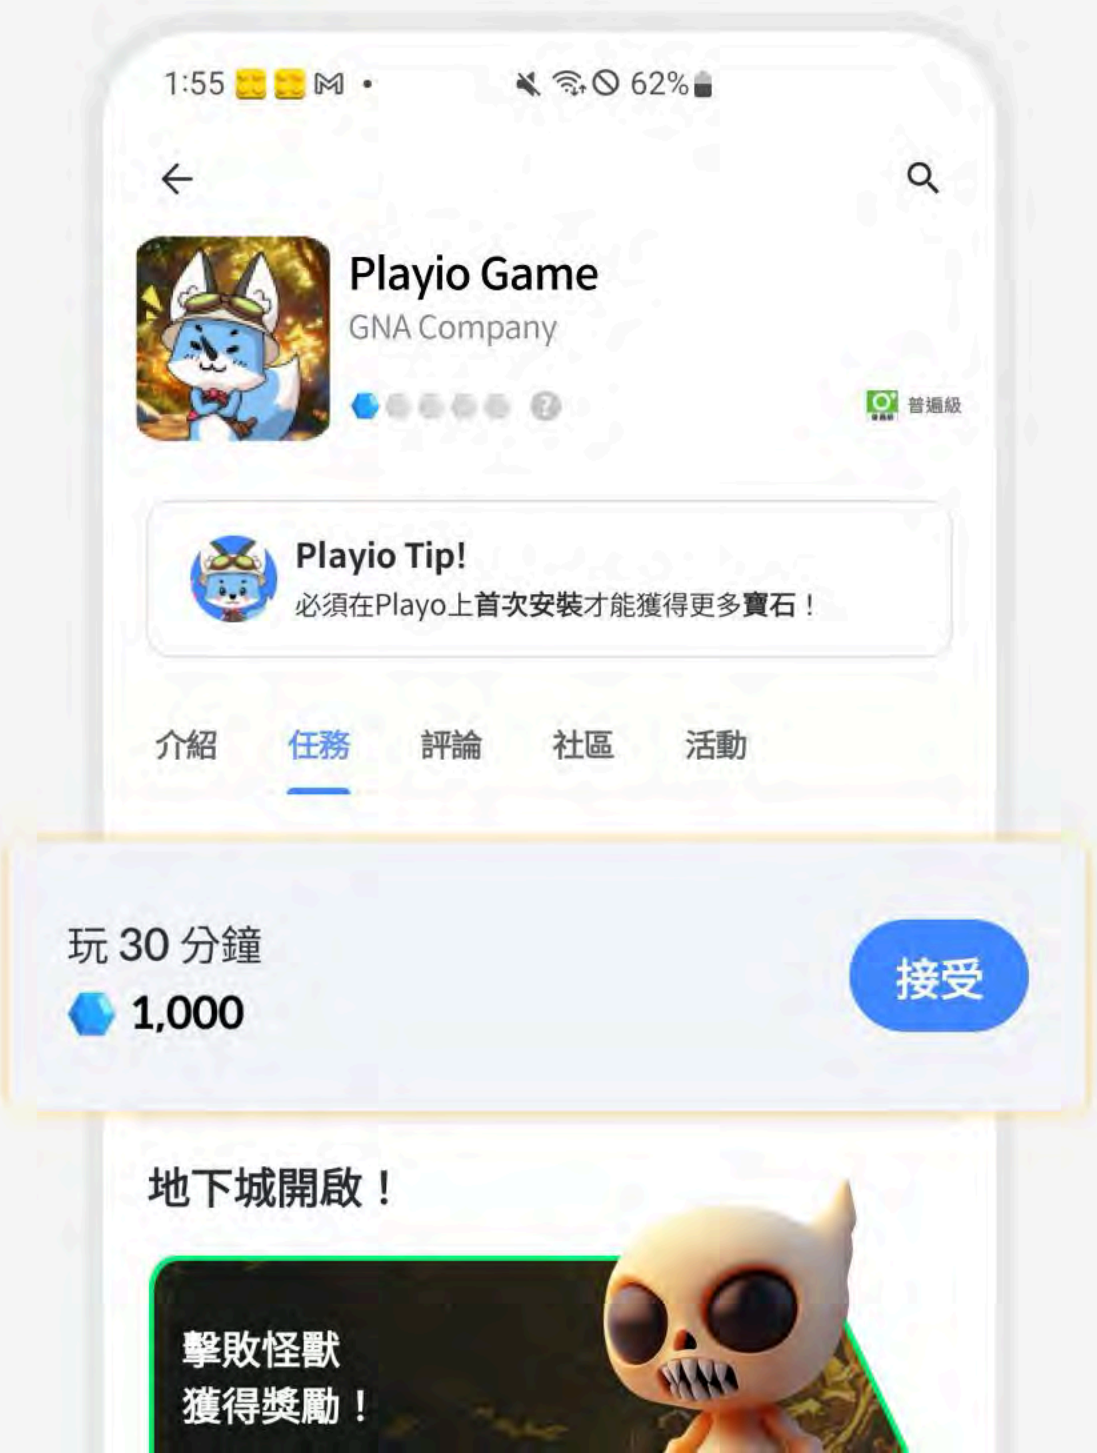 1:55
62%
Playio Game
GNA Company
?
普遍級
Playio Tip!
必須在Playo上首次安裝才能獲得更多寶石！
介紹 任務 評論 社區 活動
玩 30 分鐘
1,000
接受
地下城開啟！
擊敗怪獸
獲得獎勵！